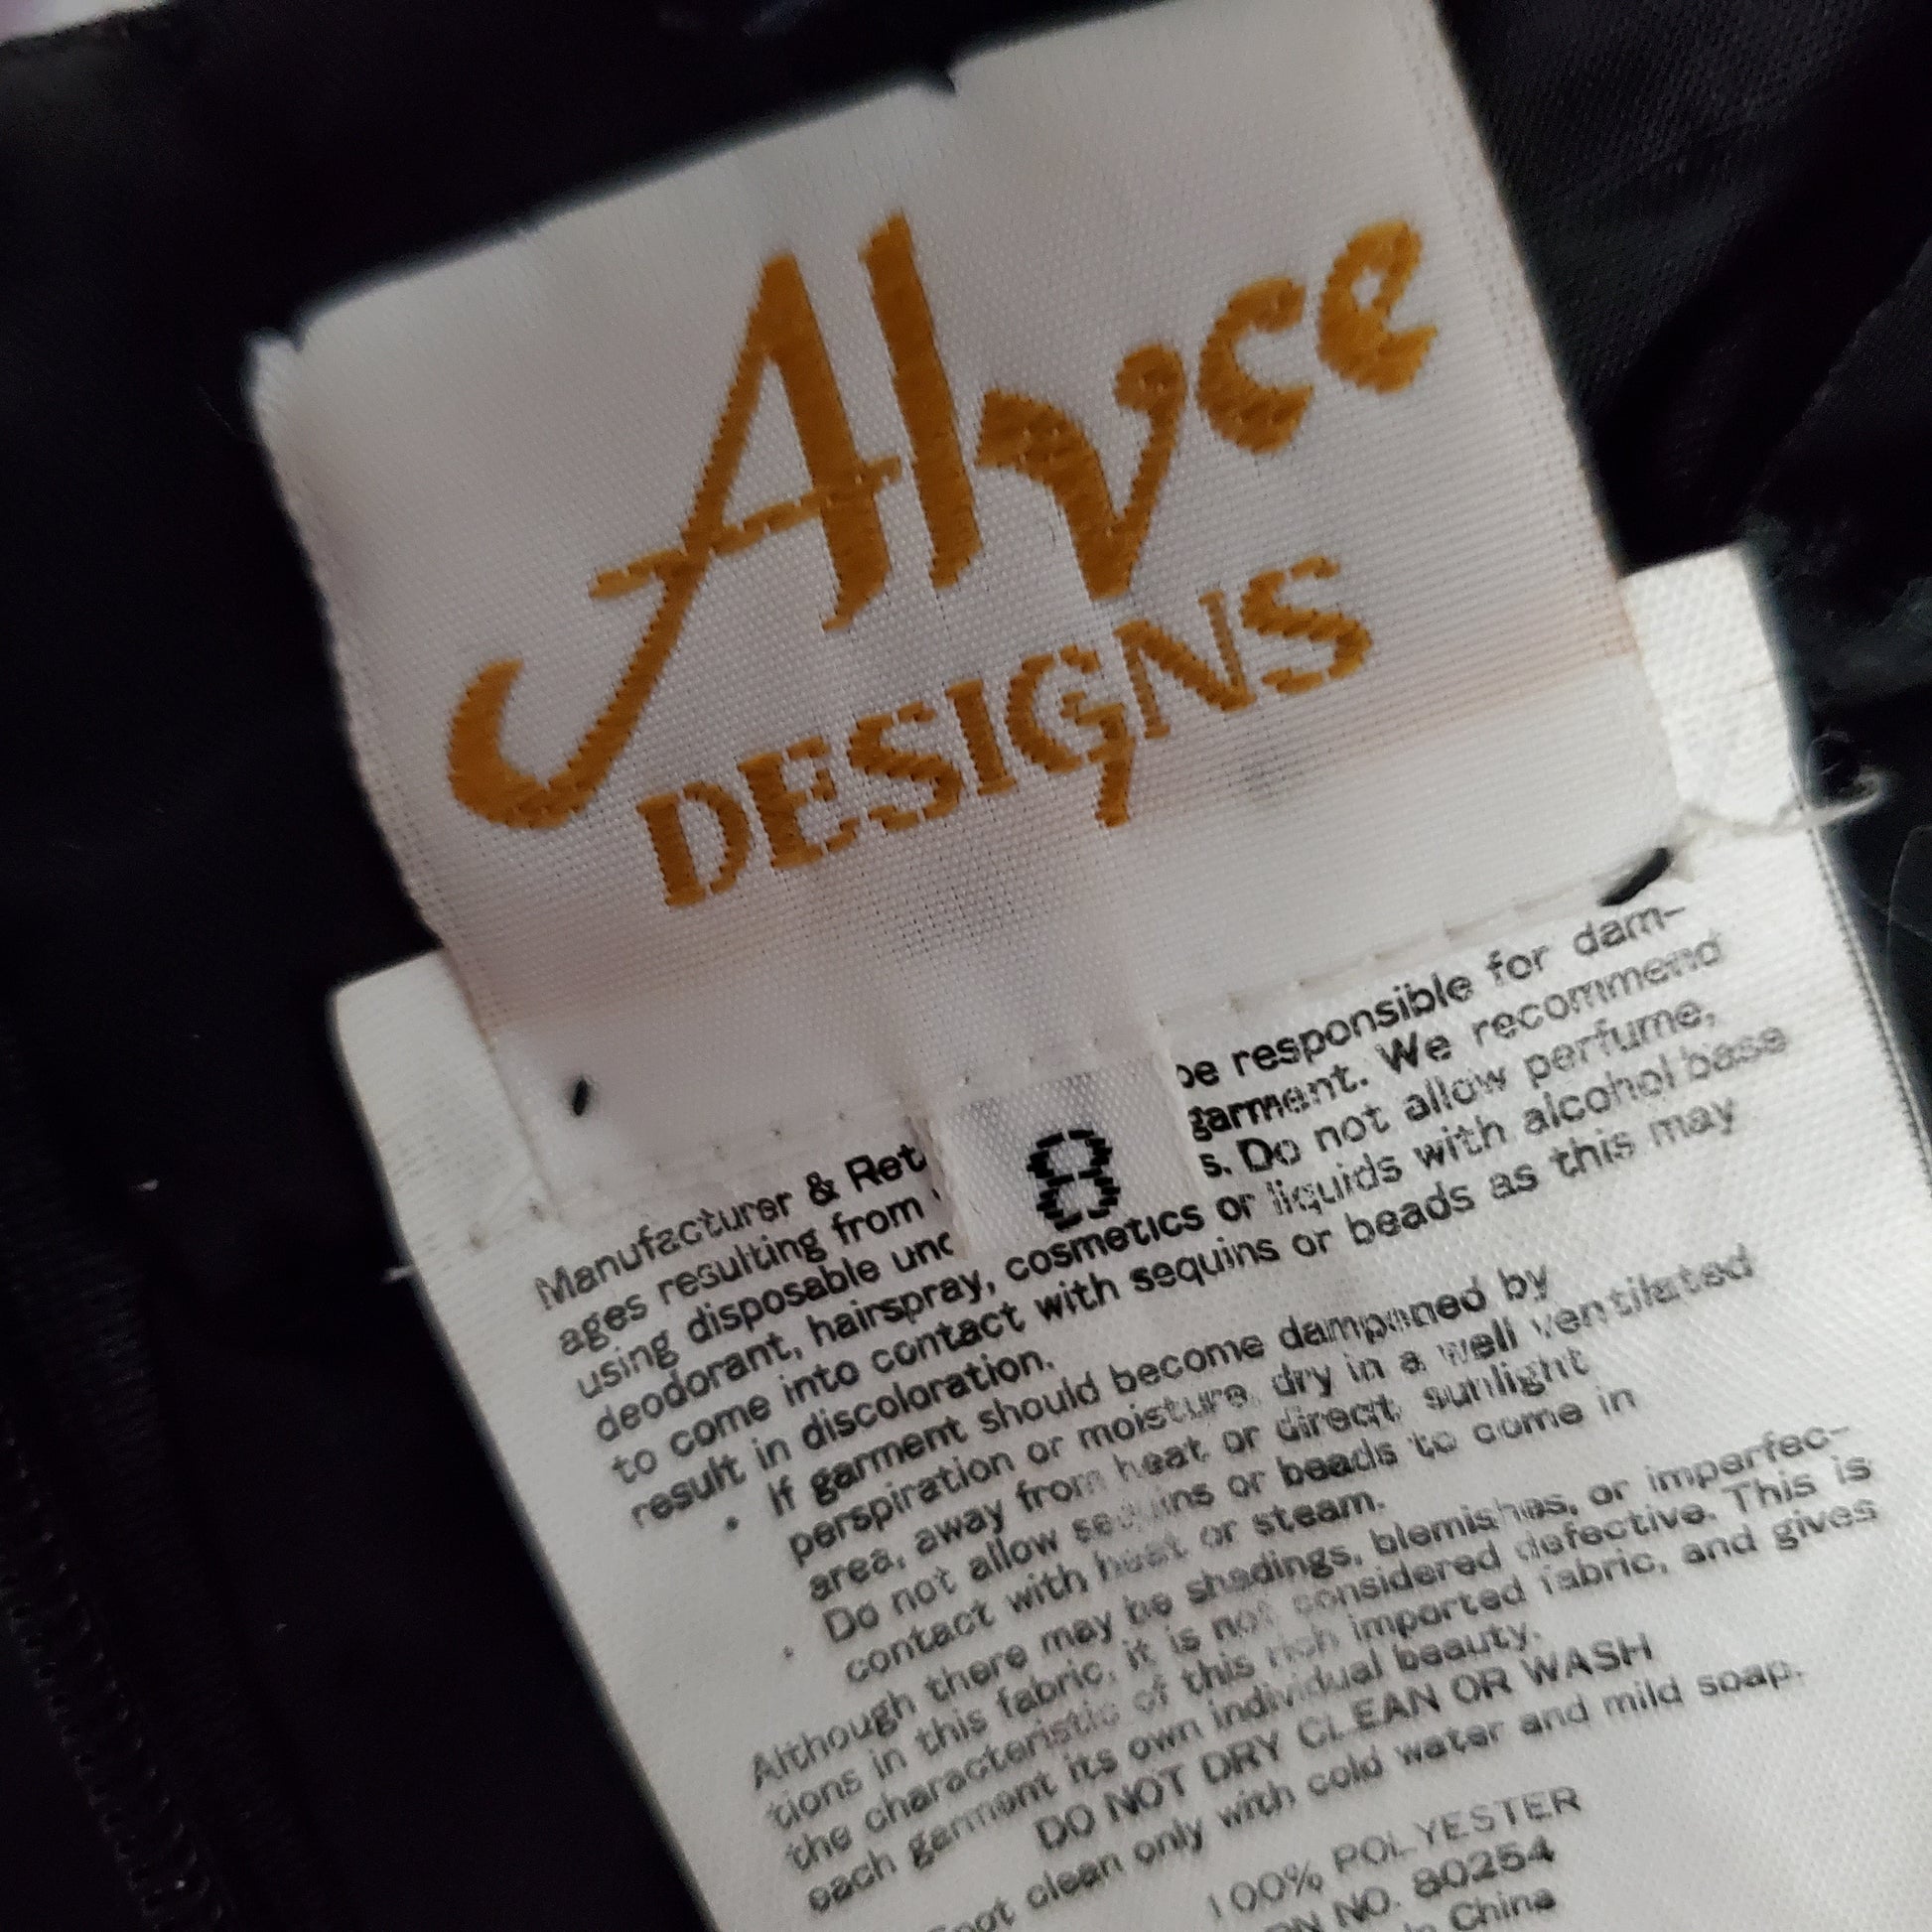 Alyce
DESIGNS
8
Manufacturer & Ret be responsible for dam-
ages resulting from garment. We recommend
using disposable und s. Do not allow perfume,
deodorant, hairspray, cosmetics or liquids with alcohol base
to come into contact with sequins or beads as this may
result in discoloration.
• If garment should become dampened by
perspiration or moisture, dry in a well ventilated
area, away from heat or direct sunlight
• Do not allow sequins or beads to come in
contact with heat or steam.
Although there may be shadings, blemishes, or imperfec-
tions in this fabric, it is not considered defective. This is
the characteristic of this rich imported fabric, and gives
each garment its own individual beauty.
DO NOT DRY CLEAN OR WASH
Spot clean only with cold water and mild soap.
100% POLYESTER
RN NO. 80254
In China